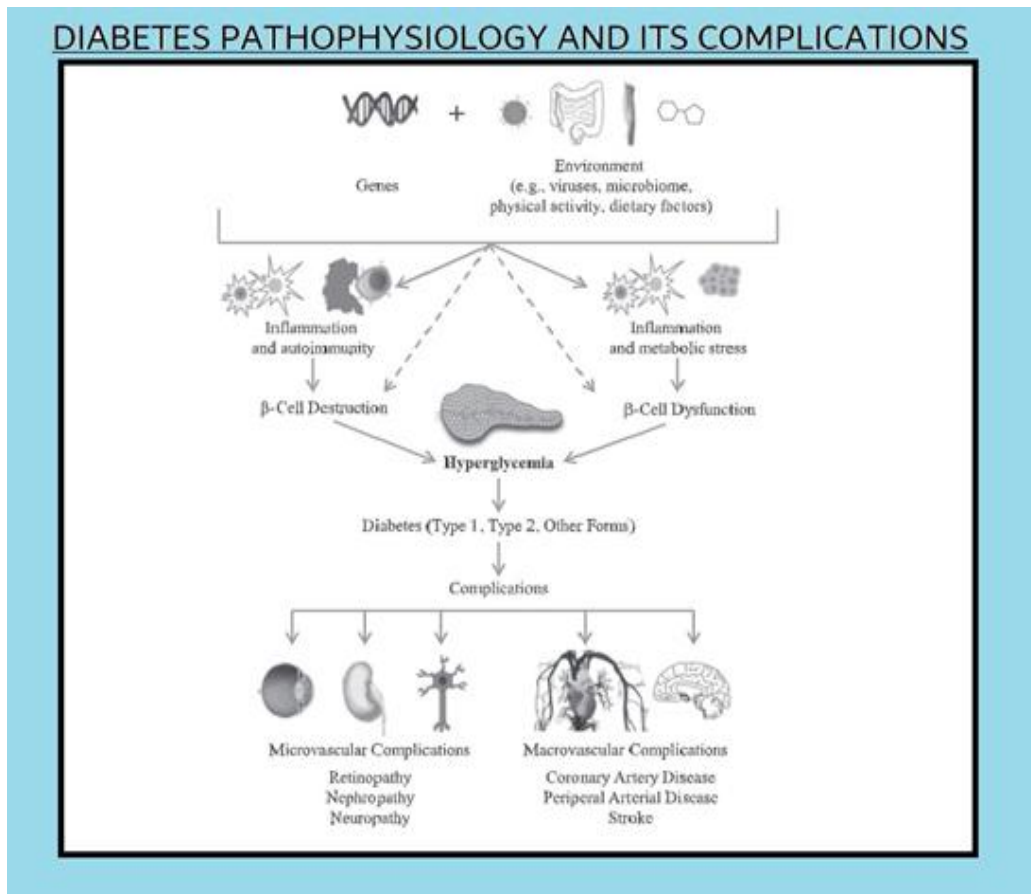 DIABETES PATHOPHYSIOLOGY AND ITS COMPLICATIONS
+
Genes
Environment
(e.g., viruses, microbiome,
physical activity, dietary factors)
Inflammation
and autoimmunity
Inflammation
and metabolic stress
β-Cell Destruction
β-Cell Dysfunction
Hyperglycemia
Diabetes (Type 1, Type 2, Other Forms)
Complications
Microvascular Complications
Retinopathy
Nephropathy
Neuropathy
Macrovascular Complications
Coronary Artery Disease
Periperal Arterial Disease
Stroke